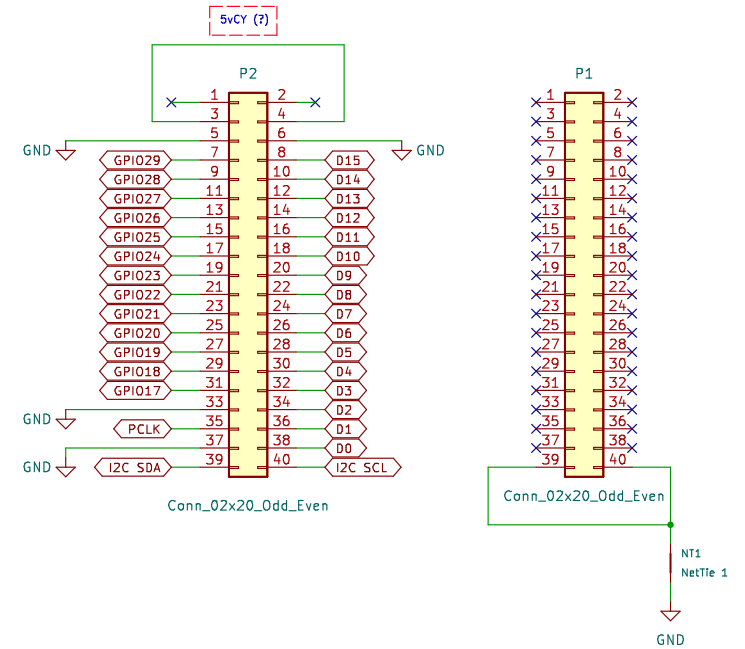 5vCY (?)
P2 P1
1 2 1 2
3 4 3 4
GND 5 6 GND 5 6
GPIO29 7 8 D15 7 8
GPIO28 9 10 D14 9 10
GPIO27 11 12 D13 11 12
GPIO26 13 14 D12 13 14
GPIO25 15 16 D11 15 16
GPIO24 17 18 D10 17 18
GPIO23 19 20 D9 19 20
GPIO22 21 22 D8 21 22
GPIO21 23 24 D7 23 24
GPIO20 25 26 D6 25 26
GPIO19 27 28 D5 27 28
GPIO18 29 30 D4 29 30
GPIO17 31 32 D3 31 32
GND 33 34 D2 33 34
PCLK 35 36 D1 35 36
37 38 D0 37 38
GND I2C SDA 39 40 I2C SCL 39 40
Conn_02x20_Odd_Even Conn_02x20_Odd_Even
NT1
NetTie 1
GND